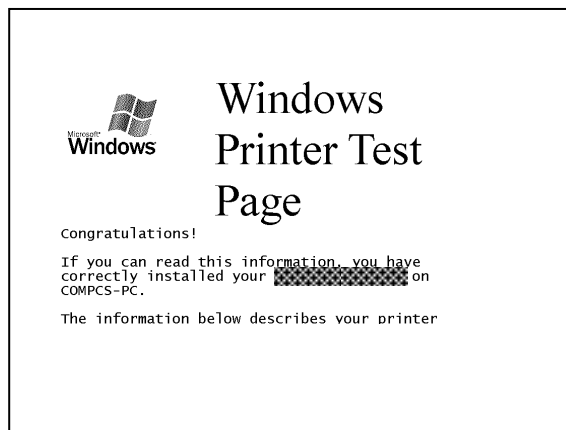 Microsoft®
Windows
Windows
Printer Test
Page
Congratulations!
If you can read this information, you have
correctly installed your on
COMPCS-PC.
The information below describes your printer